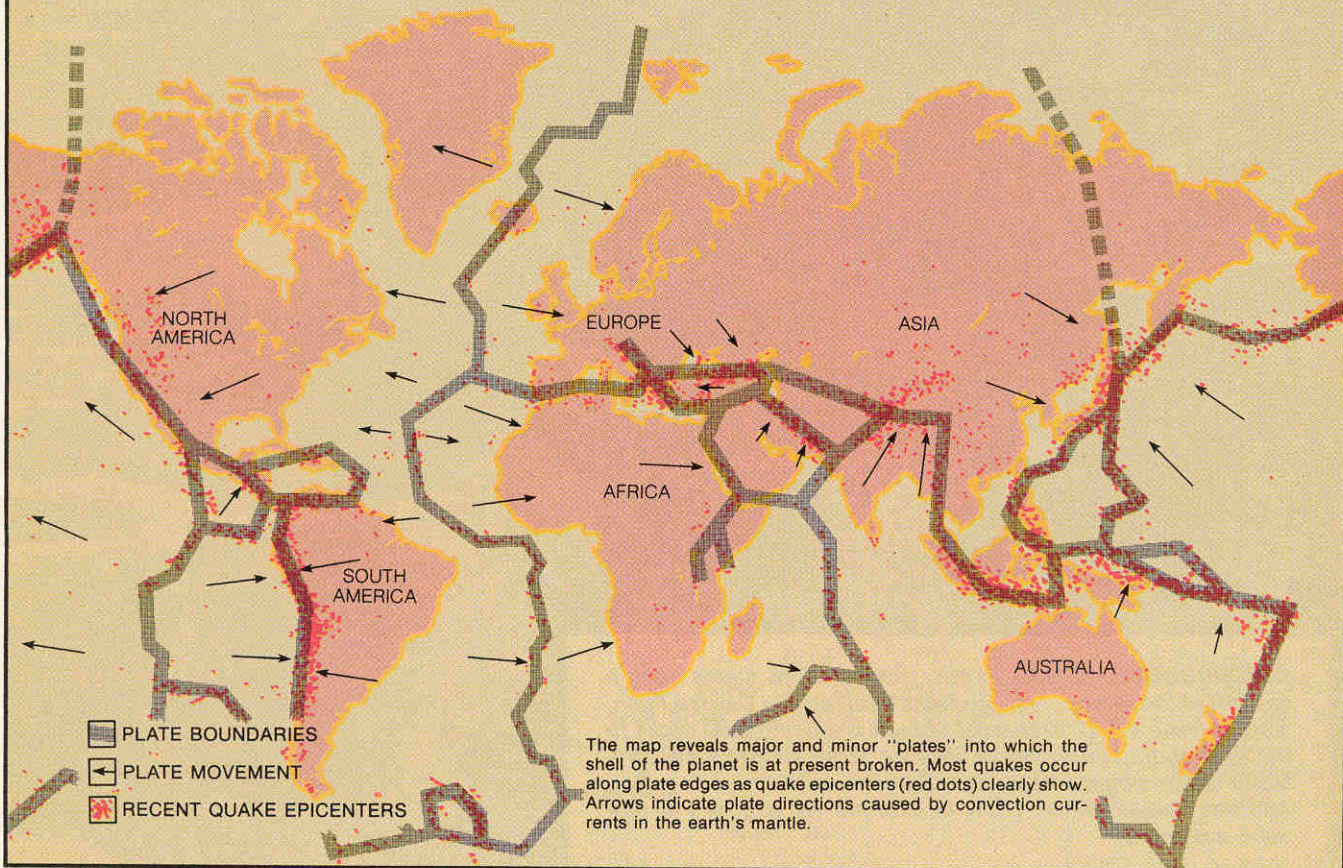 NORTH
AMERICA
EUROPE
ASIA
AFRICA
SOUTH
AMERICA
AUSTRALIA
PLATE BOUNDARIES
PLATE MOVEMENT
RECENT QUAKE EPICENTERS
The map reveals major and minor "plates" into which the
shell of the planet is at present broken. Most quakes occur
along plate edges as quake epicenters (red dots) clearly show.
Arrows indicate plate directions caused by convection cur-
rents in the earth's mantle.